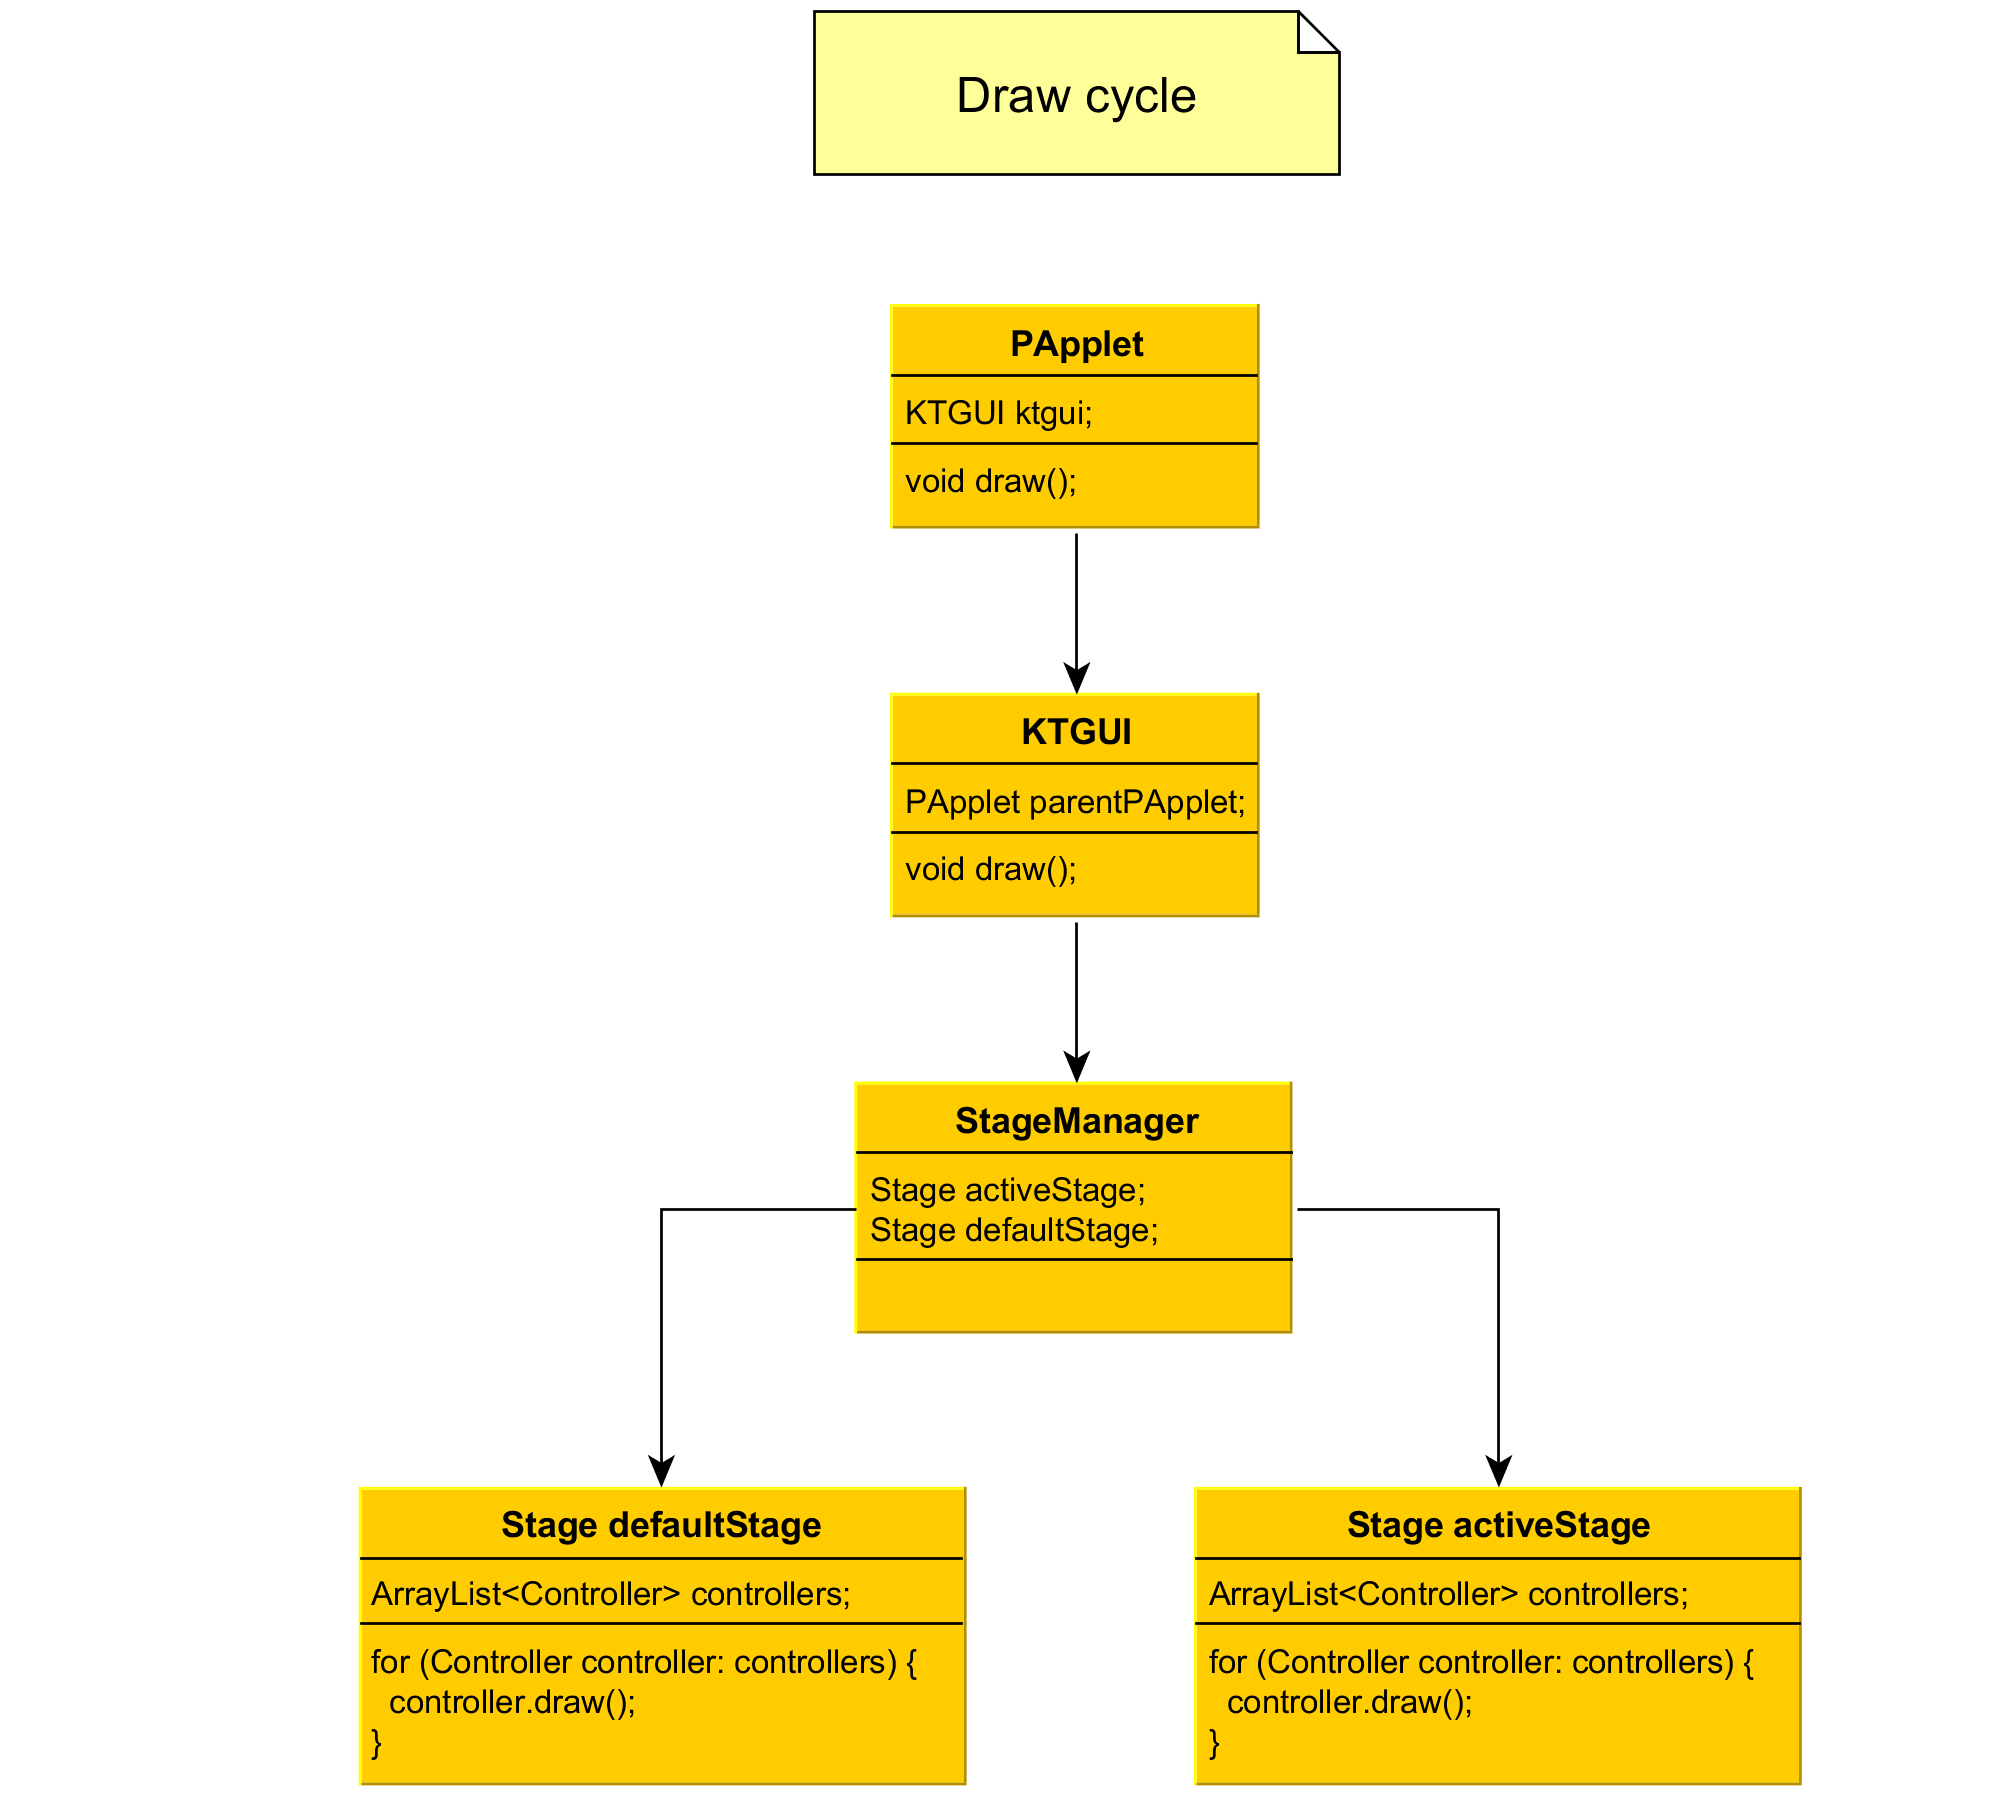 Draw cycle
PApplet
KTGUI ktgui;
void draw();
KTGUI
PApplet parentPApplet;
void draw();
StageManager
Stage activeStage;
Stage defaultStage;
Stage defaultStage
ArrayList<Controller> controllers;
for (Controller controller: controllers) {
  controller.draw();
}
Stage activeStage
ArrayList<Controller> controllers;
for (Controller controller: controllers) {
  controller.draw();
}